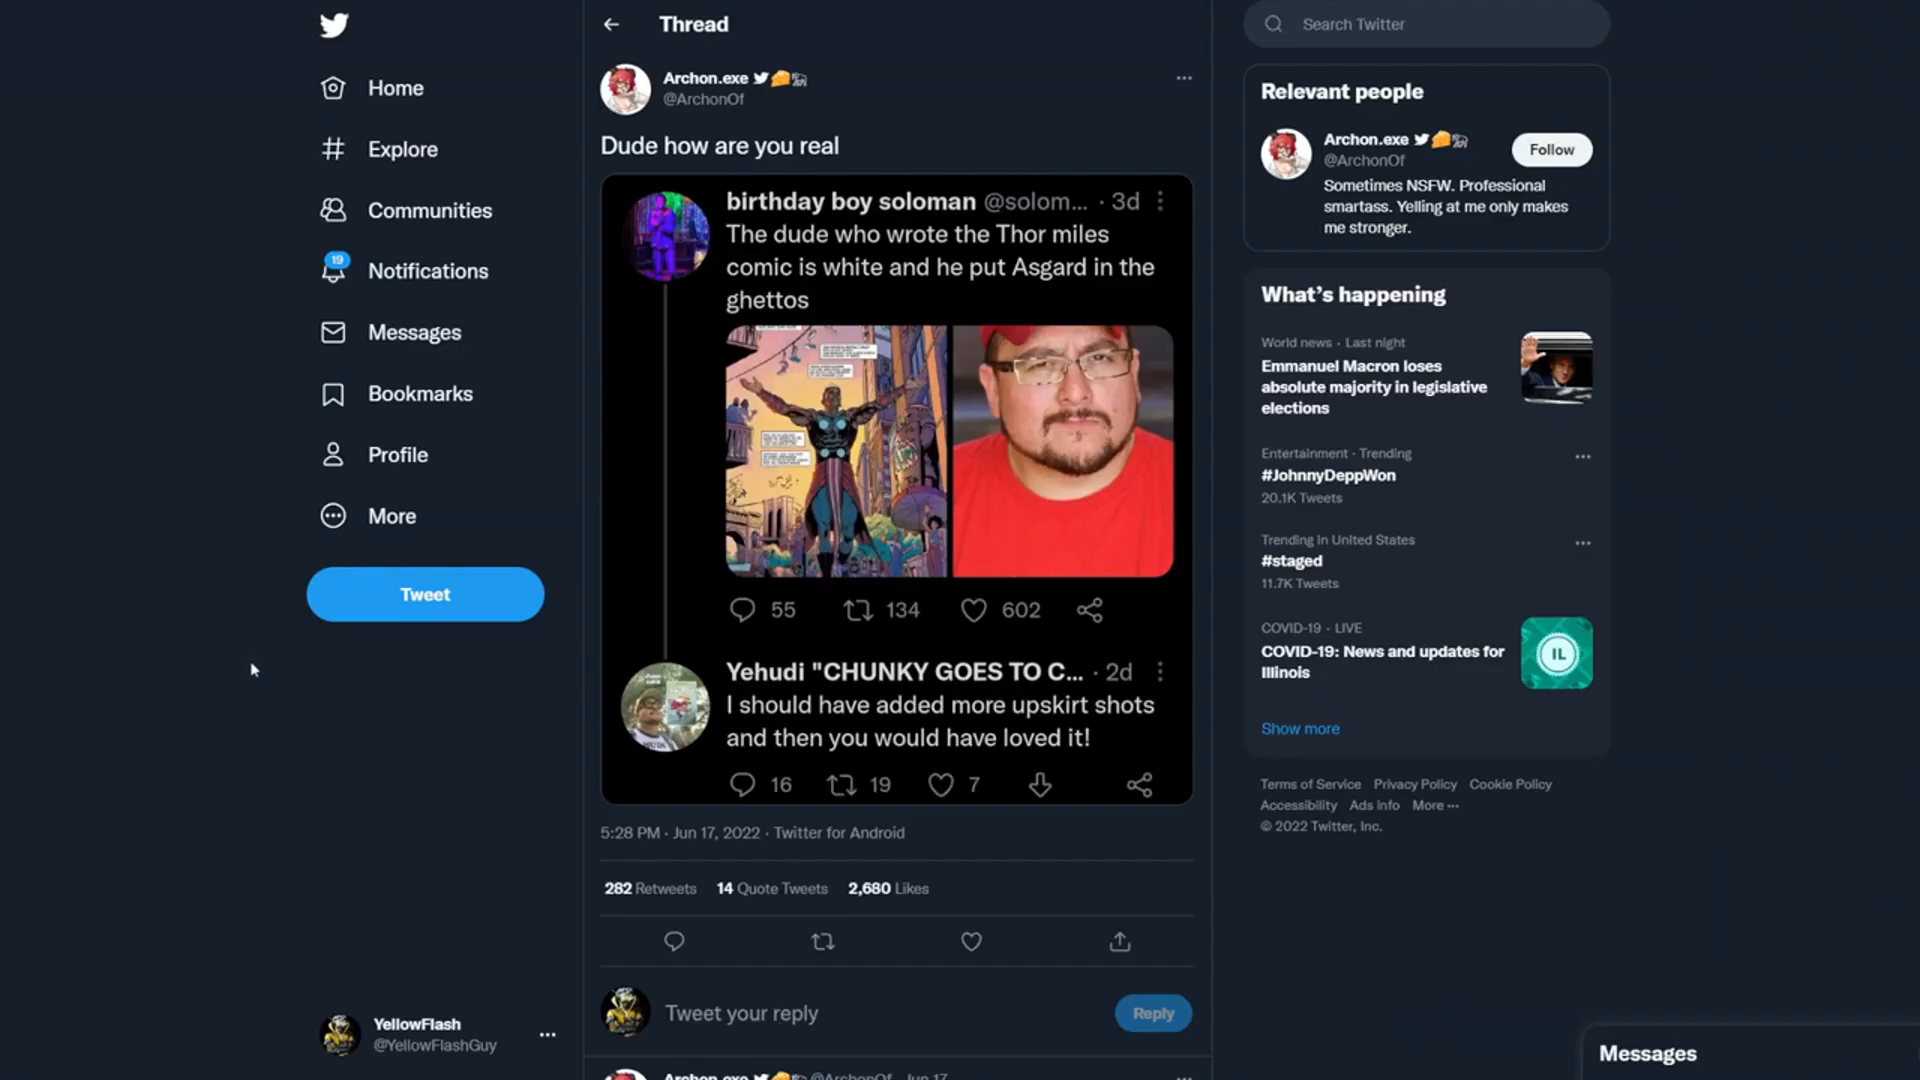 Home
Explore
Communities
19
Notifications
Messages
Bookmarks
Profile
More
Tweet
YellowFlash
@YellowFlashGuy
Thread
Archon.exe
@ArchonOf
Dude how are you real
birthday boy soloman @solom... · 3d
The dude who wrote the Thor miles
comic is white and he put Asgard in the
ghettos
55 134 602
Yehudi "CHUNKY GOES TO C... · 2d
I should have added more upskirt shots
and then you would have loved it!
16 19 7
5:28 PM · Jun 17, 2022 · Twitter for Android
282 Retweets 14 Quote Tweets 2,680 Likes
Tweet your reply
Reply
Archon.exe @ArchonOf · Jun 17
Search Twitter
Relevant people
Archon.exe
@ArchonOf
Follow
Sometimes NSFW. Professional
smartass. Yelling at me only makes
me stronger.
What's happening
World news · Last night
Emmanuel Macron loses
absolute majority in legislative
elections
Entertainment · Trending
#JohnnyDeppWon
20.1K Tweets
Trending in United States
#staged
11.7K Tweets
COVID-19 · LIVE
COVID-19: News and updates for
Illinois
IL
Show more
Terms of Service Privacy Policy Cookie Policy
Accessibility Ads info More ···
© 2022 Twitter, Inc.
Messages